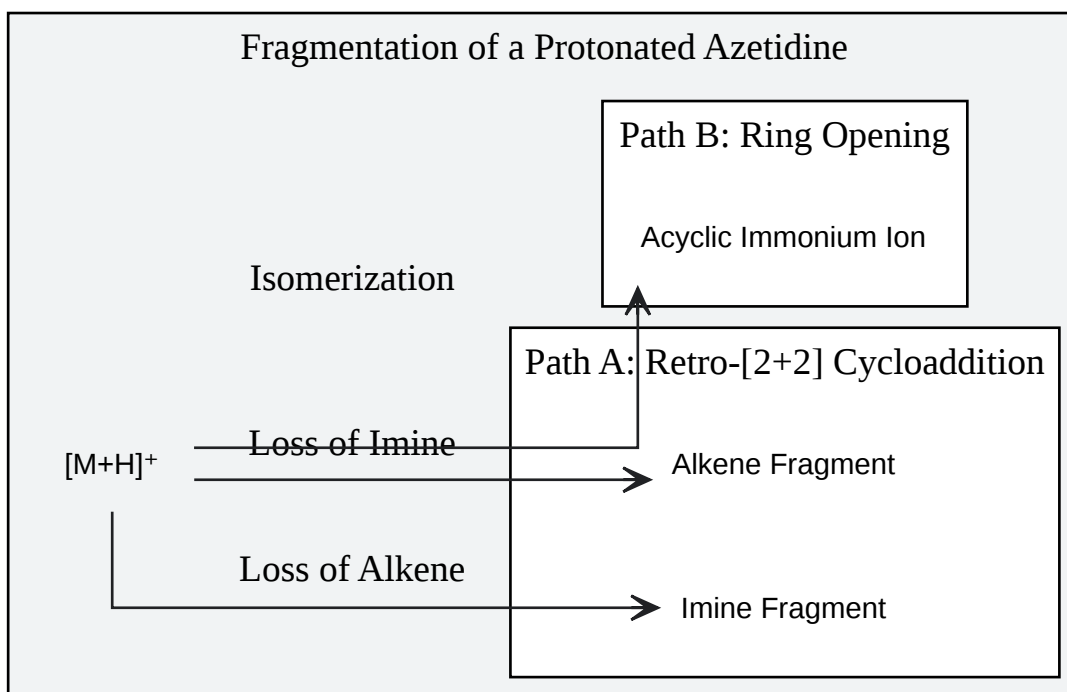 Fragmentation of a Protonated Azetidine
Path B: Ring Opening
Acyclic Immonium Ion
Isomerization
Path A: Retro-[2+2] Cycloaddition
Loss of Imine
[M+H]⁺
Alkene Fragment
Loss of Alkene
Imine Fragment